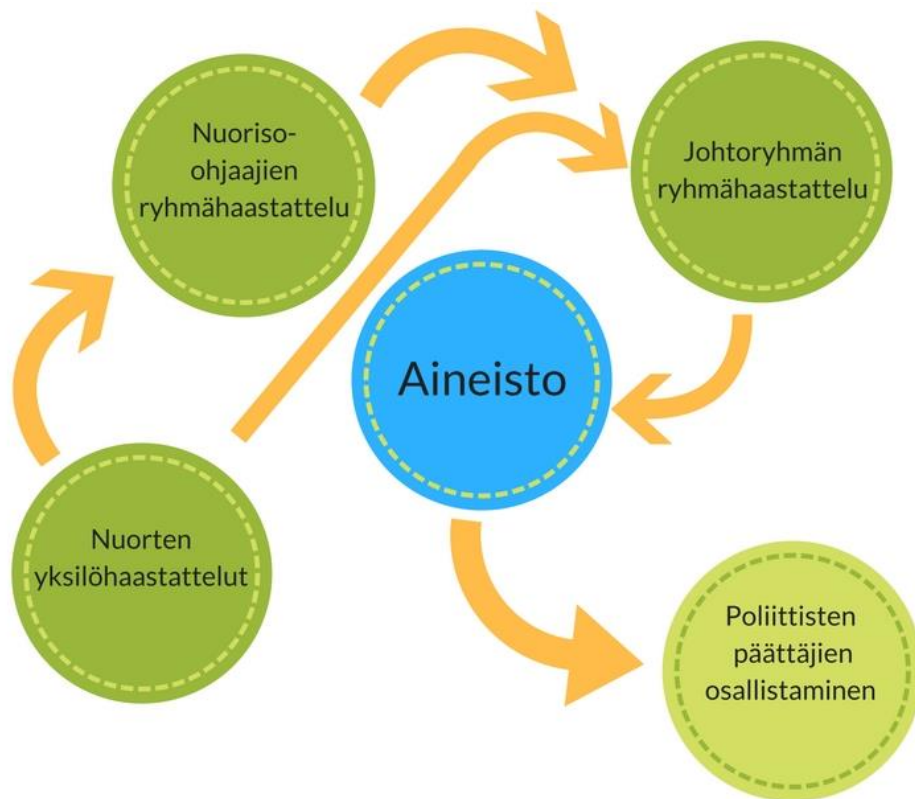 Nuoriso-
ohjaajien
ryhmähaastattelu
Johtoryhmän
ryhmähaastattelu
Aineisto
Nuorten
yksilöhaastattelut
Poliittisten
päättäjien
osallistaminen